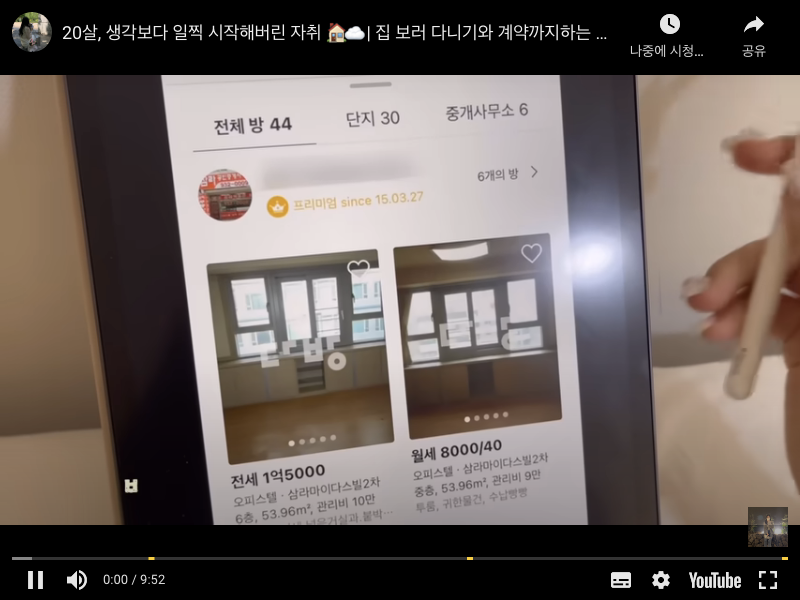 20살, 생각보다 일찍 시작해버린 자취 🏠☁️ | 집 보러 다니기와 계약까지하는 ...
나중에 시청...
공유
전체 방 44
단지 30
중개사무소 6
6개의 방
프리미엄 since 15.03.27
전세 1억5000
오피스텔 · 삼라마이다스빌2차
6층, 53.96m², 관리비 10만
월세 8000/40
오피스텔 · 삼라마이다스빌2차
중층, 53.96m², 관리비 9만
투룸, 귀한물건, 수납빵빵
0:00 / 9:52
YouTube